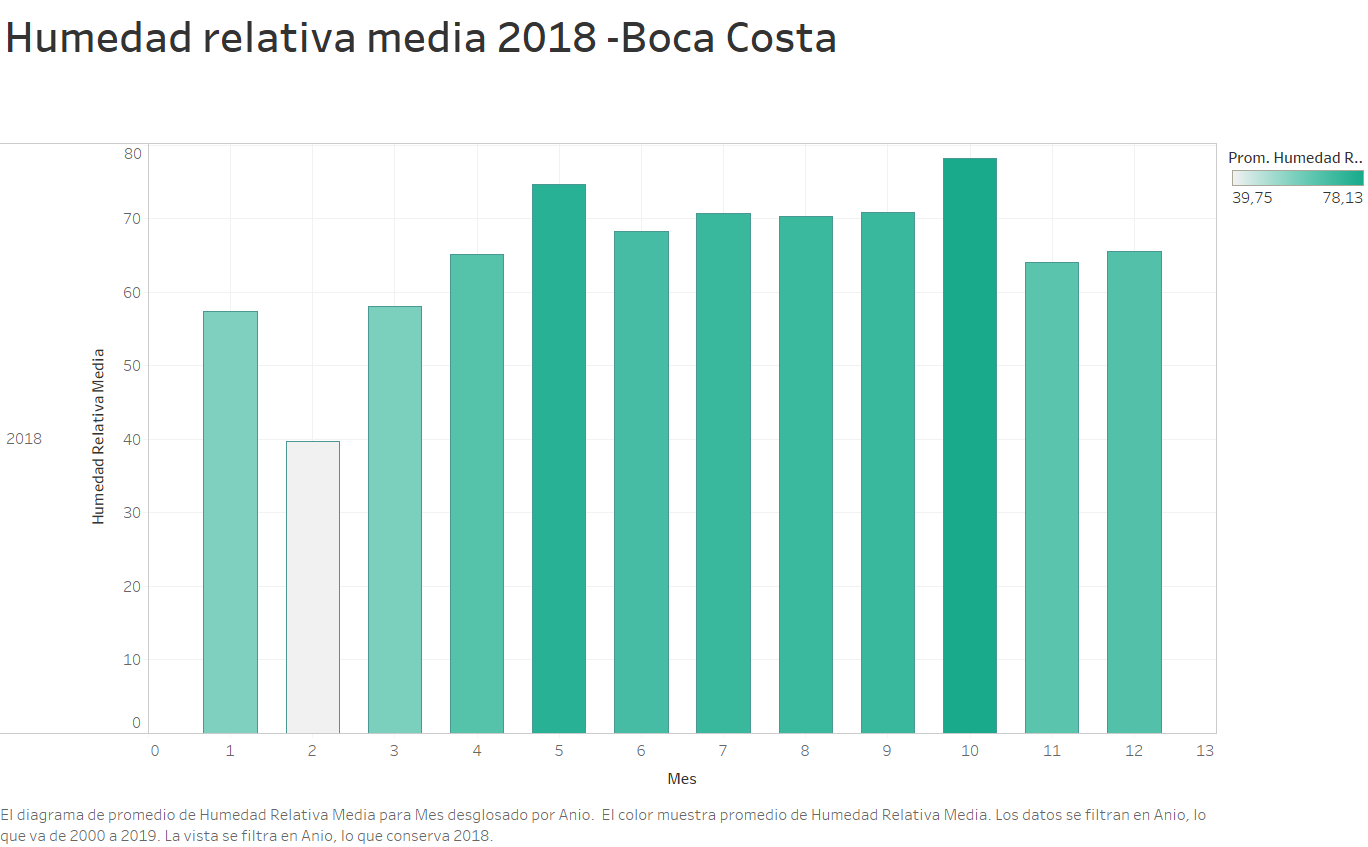 Humedad relativa media 2018 -Boca Costa
Prom. Humedad R..
39,75 78,13
80
70
60
50
40
30
20
10
0
Humedad Relativa Media
2018
0 1 2 3 4 5 6 7 8 9 10 11 12 13
Mes
El diagrama de promedio de Humedad Relativa Media para Mes desglosado por Anio.  El color muestra promedio de Humedad Relativa Media. Los datos se filtran en Anio, lo
que va de 2000 a 2019. La vista se filtra en Anio, lo que conserva 2018.